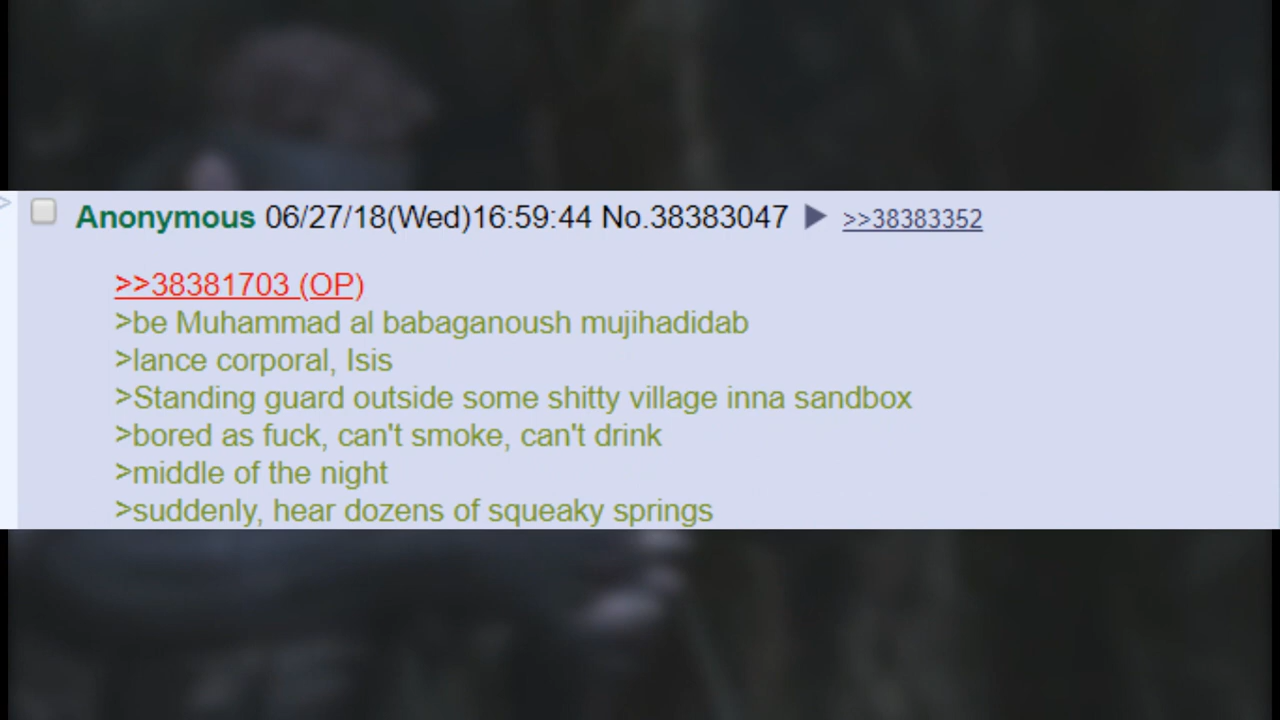 Anonymous 06/27/18(Wed)16:59:44 No.38383047 ▶ >>38383352
>>38381703 (OP)
>be Muhammad al babaganoush mujihadidab
>lance corporal, Isis
>Standing guard outside some shitty village inna sandbox
>bored as fuck, can't smoke, can't drink
>middle of the night
>suddenly, hear dozens of squeaky springs